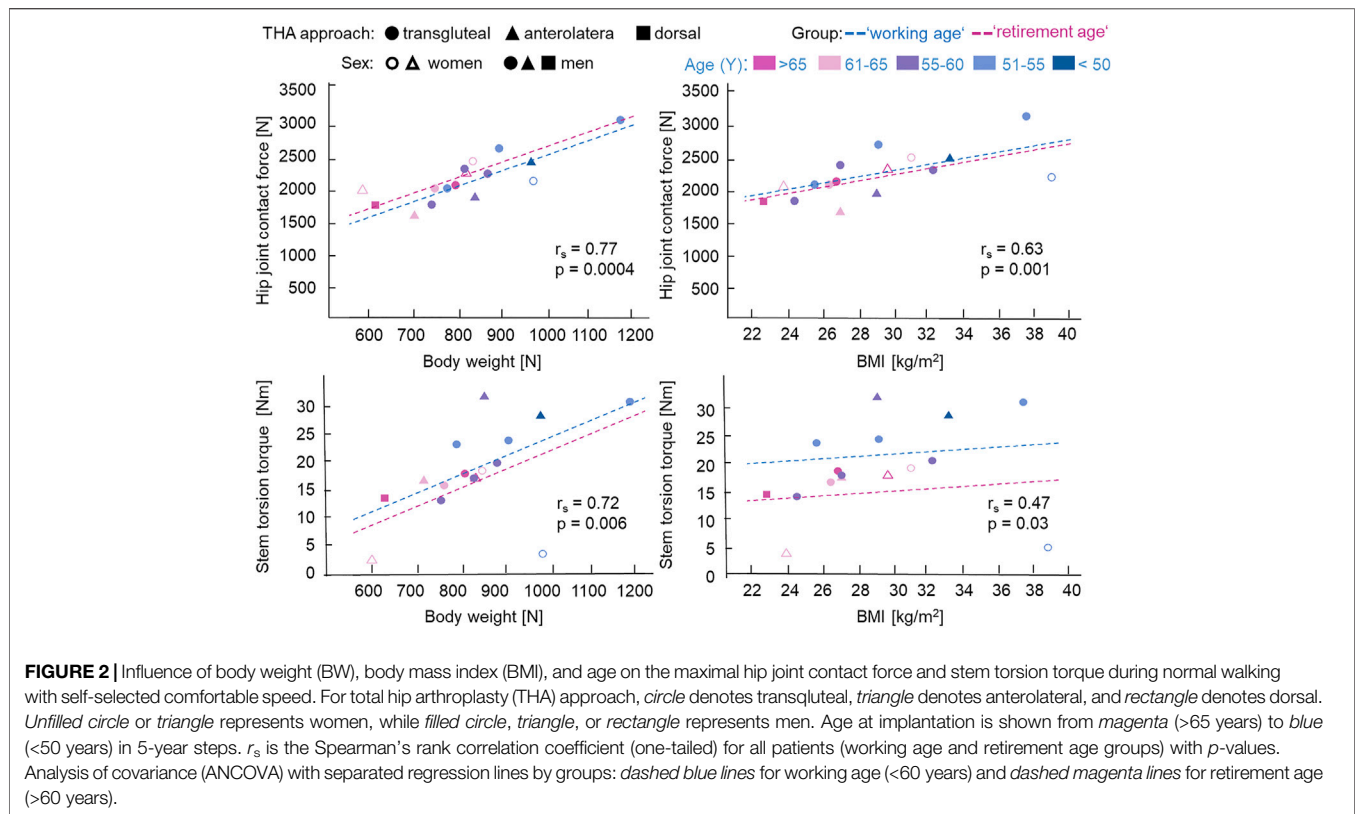 THA approach: transgluteal anterolatera dorsal Group: 'working age' 'retirement age'
Sex: women men Age (Y): >65 61-65 55-60 51-55 < 50
3500
3000
2500
2000
1500
1000
500
Hip joint contact force [N]
rs = 0.77
p = 0.0004
600 700 800 900 1000 1100 1200
Body weight [N]
3500
3000
2500
2000
1500
1000
500
Hip joint contact force [N]
rs = 0.63
p = 0.001
22 24 26 28 30 32 34 36 38 40
BMI [kg/m²]
30
25
20
15
10
5
0
Stem torsion torque [Nm]
rs = 0.72
p = 0.006
600 700 800 900 1000 1100 1200
Body weight [N]
30
25
20
15
10
5
0
Stem torsion torque [Nm]
rs = 0.47
p = 0.03
22 24 26 28 30 32 34 36 38 40
BMI [kg/m²]
FIGURE 2 | Influence of body weight (BW), body mass index (BMI), and age on the maximal hip joint contact force and stem torsion torque during normal walking
with self-selected comfortable speed. For total hip arthroplasty (THA) approach, circle denotes transqluteal, triangle denotes anterolateral, and rectangle denotes dorsal.
Unfilled circle or triangle represents women, while filled circle, triangle, or rectangle represents men. Age at implantation is shown from magenta (>65 years) to blue
(<50 years) in 5-year steps. rs is the Spearman's rank correlation coefficient (one-tailed) for all patients (working age and retirement age groups) with p-values.
Analysis of covariance (ANCOVA) with separated regression lines by groups: dashed blue lines for working age (<60 years) and dashed magenta lines for retirement age
(>60 years).